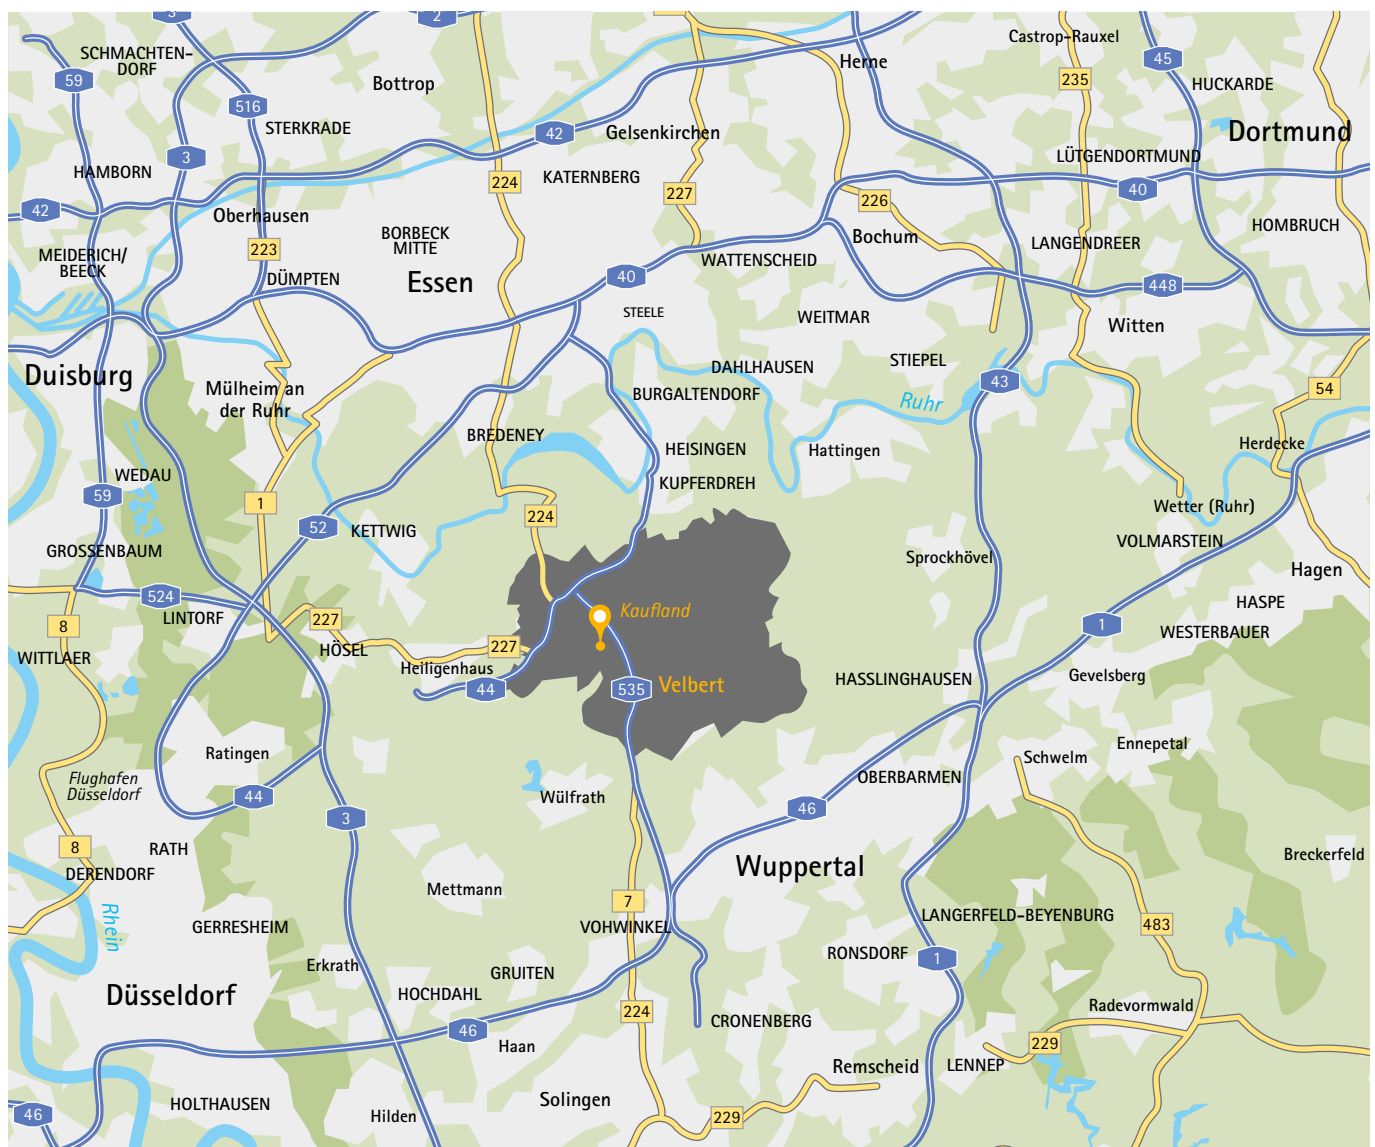 3
2
Castrop-Rauxel
SCHMACHTEN-
DORF
59
Bottrop
Herne
45
235
HUCKARDE
516
STERKRADE
42
Gelsenkirchen
Dortmund
3
LÜTGENDORTMUND
HAMBORN
224
KATERNBERG
227
226
40
42
Oberhausen
223
BORBECK
MITTE
Bochum
LANGENDREER
HOMBRUCH
MEIDERICH/
BEECK
DÜMPTEN
Essen
40
WATTENSCHEID
448
STEELE
WEITMAR
Witten
Duisburg
Mülheim an
der Ruhr
DAHLHAUSEN
STIEPEL
43
54
BURGALTENDORF
Ruhr
BREDENEY
HEISINGEN
Hattingen
Herdecke
WEDAU
KUPFERDREH
59
1
52
KETTWIG
224
Wetter (Ruhr)
VOLMARSTEIN
GROSSENBAUM
Sprockhövel
Hagen
524
LINTORF
Kaufland
HASPE
8
227
1
WESTERBAUER
WITTLAER
HÖSEL
227
Heiligenhaus
44
535
Velbert
HASSLINGHAUSEN
Gevelsberg
Ratingen
Ennepetal
Schwelm
Flughafen
Düsseldorf
44
Wülfrath
OBERBARMEN
46
3
8
RATH
DERENDORF
Wuppertal
Breckerfeld
Mettmann
7
Rhein
GERRESHEIM
VOHWINKEL
LANGERFELD-BEYENBURG
483
Erkrath
GRUITEN
RONSDORF
1
Düsseldorf
HOCHDAHL
224
CRONENBERG
Radevormwald
46
Haan
229
Remscheid
LENNEP
46
HOLTHAUSEN
Hilden
Solingen
229